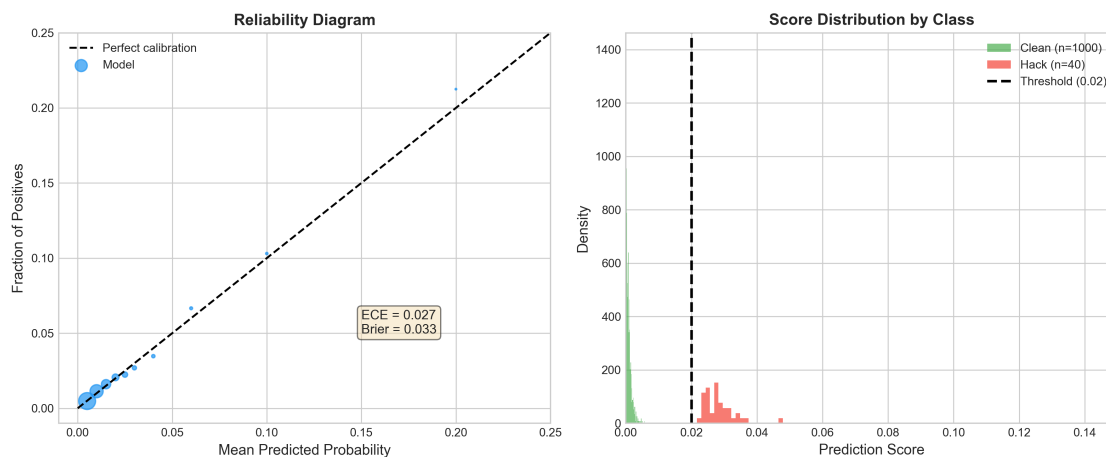 Reliability Diagram
Perfect calibration
Model
0.25
0.20
0.15
0.10
0.05
0.00
Fraction of Positives
ECE = 0.027
Brier = 0.033
0.00 0.05 0.10 0.15 0.20 0.25
Mean Predicted Probability
Score Distribution by Class
Clean (n=1000)
Hack (n=40)
Threshold (0.02)
1400
1200
1000
800
600
400
200
0
Density
0.00 0.02 0.04 0.06 0.08 0.10 0.12 0.14
Prediction Score